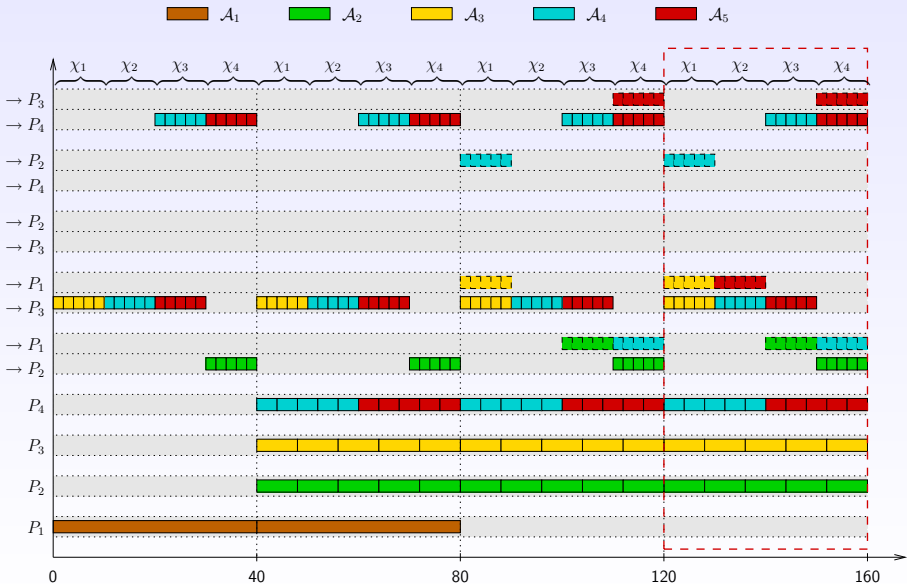 𝒜₁ 𝒜₂ 𝒜₃ 𝒜₄ 𝒜₅
χ₁ χ₂ χ₃ χ₄ χ₁ χ₂ χ₃ χ₄ χ₁ χ₂ χ₃ χ₄ χ₁ χ₂ χ₃ χ₄
→ P₃
→ P₄
→ P₂
→ P₄
→ P₂
→ P₃
→ P₁
→ P₃
→ P₁
→ P₂
P₄
P₃
P₂
P₁
0 40 80 120 160